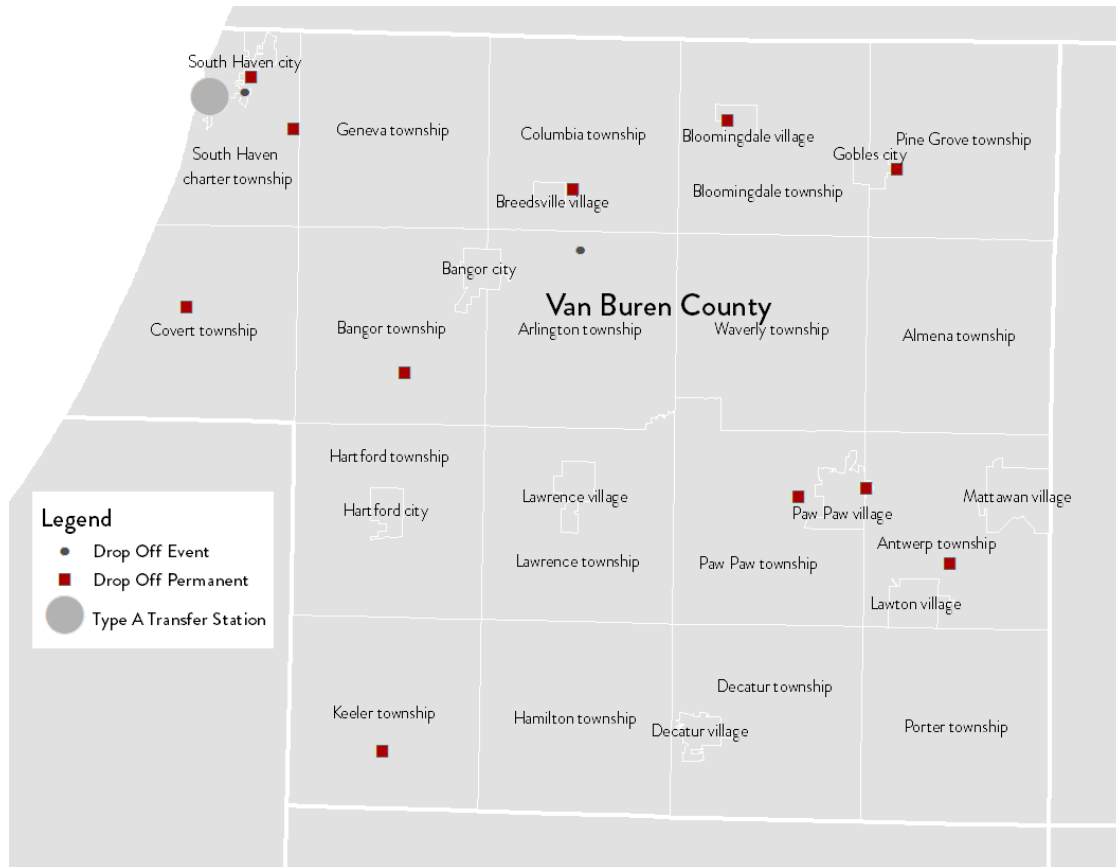 South Haven city
Geneva township
Columbia township
Bloomingdale village
Pine Grove township
Gobles city
South Haven
charter township
Bloomingdale township
Breedsville village
Bangor city
Van Buren County
Covert township
Bangor township
Arlington township
Waverly township
Almena township
Hartford township
Hartford city
Lawrence village
Paw Paw village
Mattawan village
Antwerp township
Lawrence township
Paw Paw township
Lawton village
Legend
Drop Off Event
Drop Off Permanent
Type A Transfer Station
Decatur township
Keeler township
Hamilton township
Decatur village
Porter township